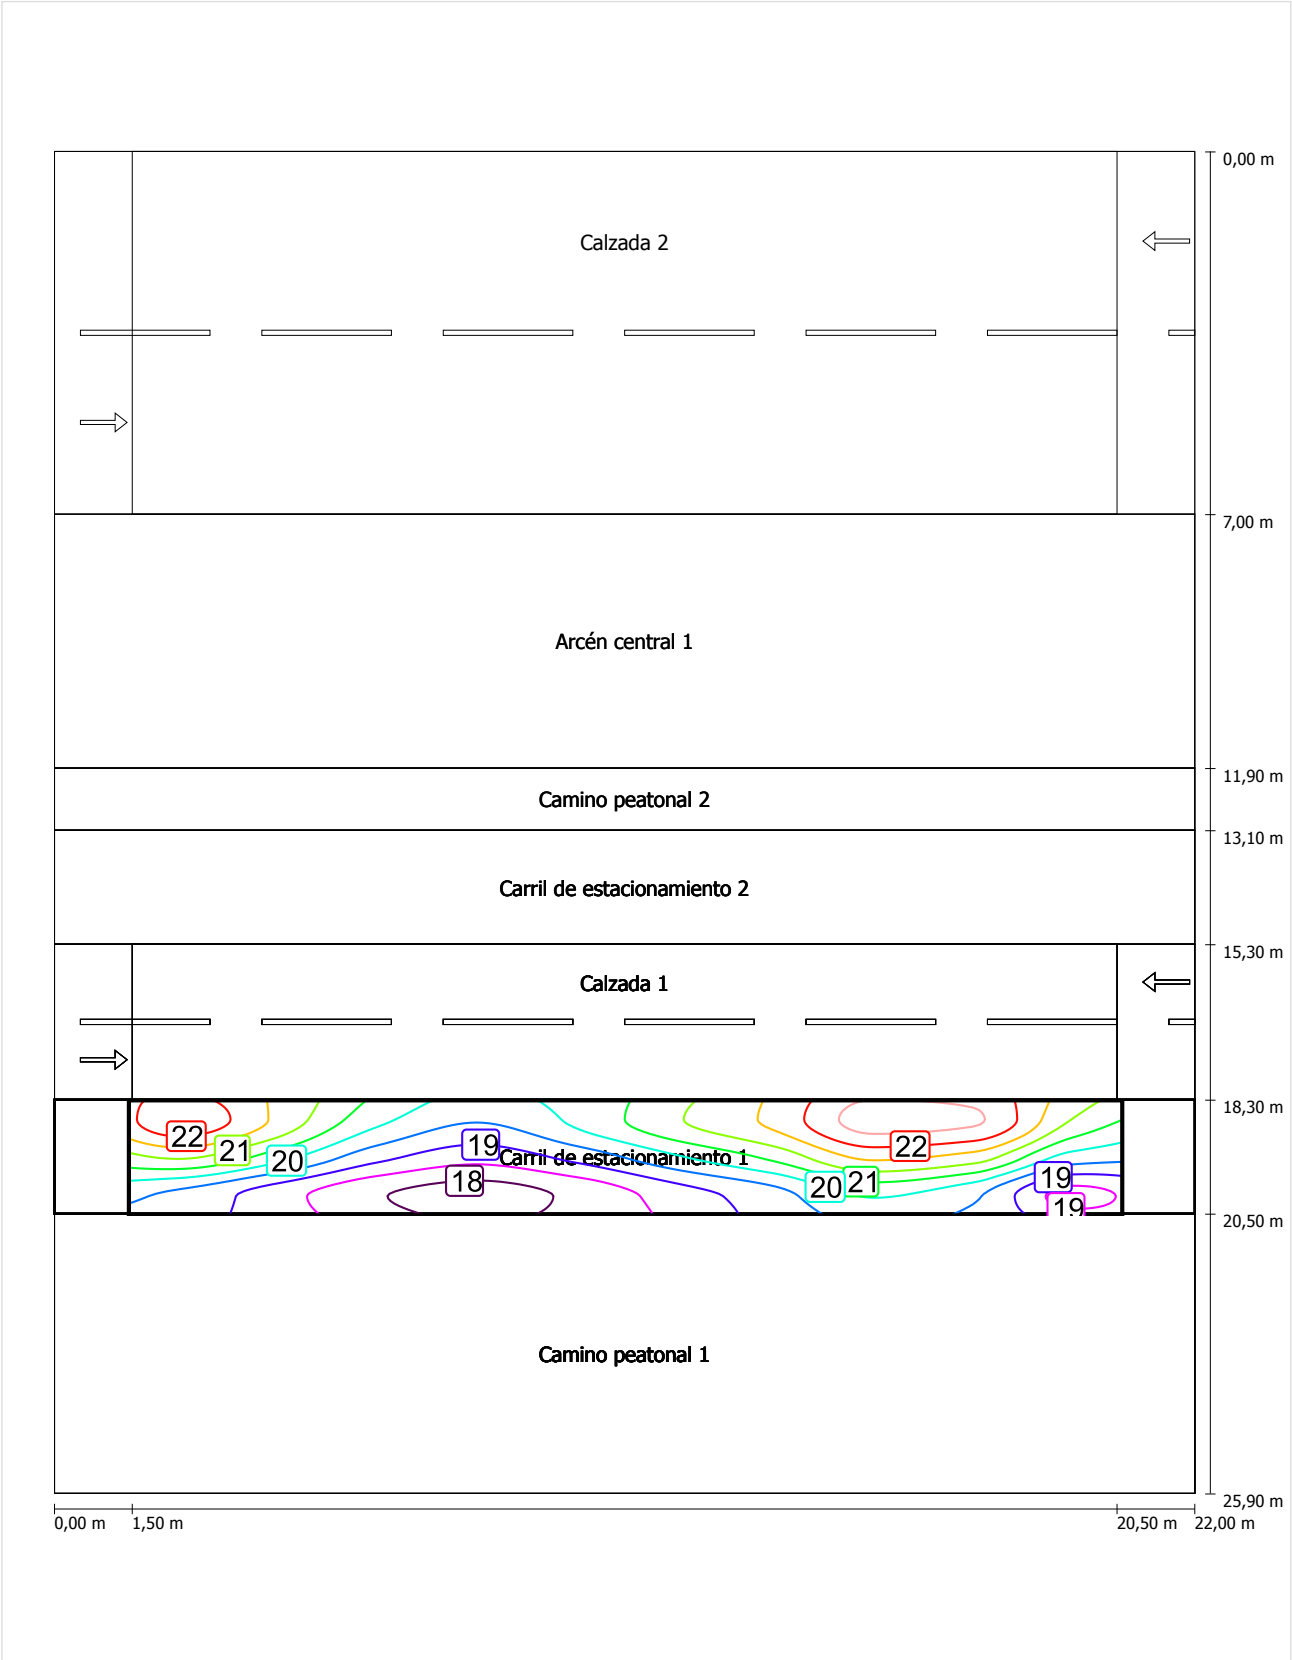 0,00 m
Calzada 2
7,00 m
Arcén central 1
11,90 m
Camino peatonal 2
13,10 m
Carril de estacionamiento 2
15,30 m
Calzada 1
18,30 m
22
21
20
19
18
Carril de estacionamiento 1
22
20
21
19
19
20,50 m
Camino peatonal 1
25,90 m
0,00 m
1,50 m
20,50 m
22,00 m